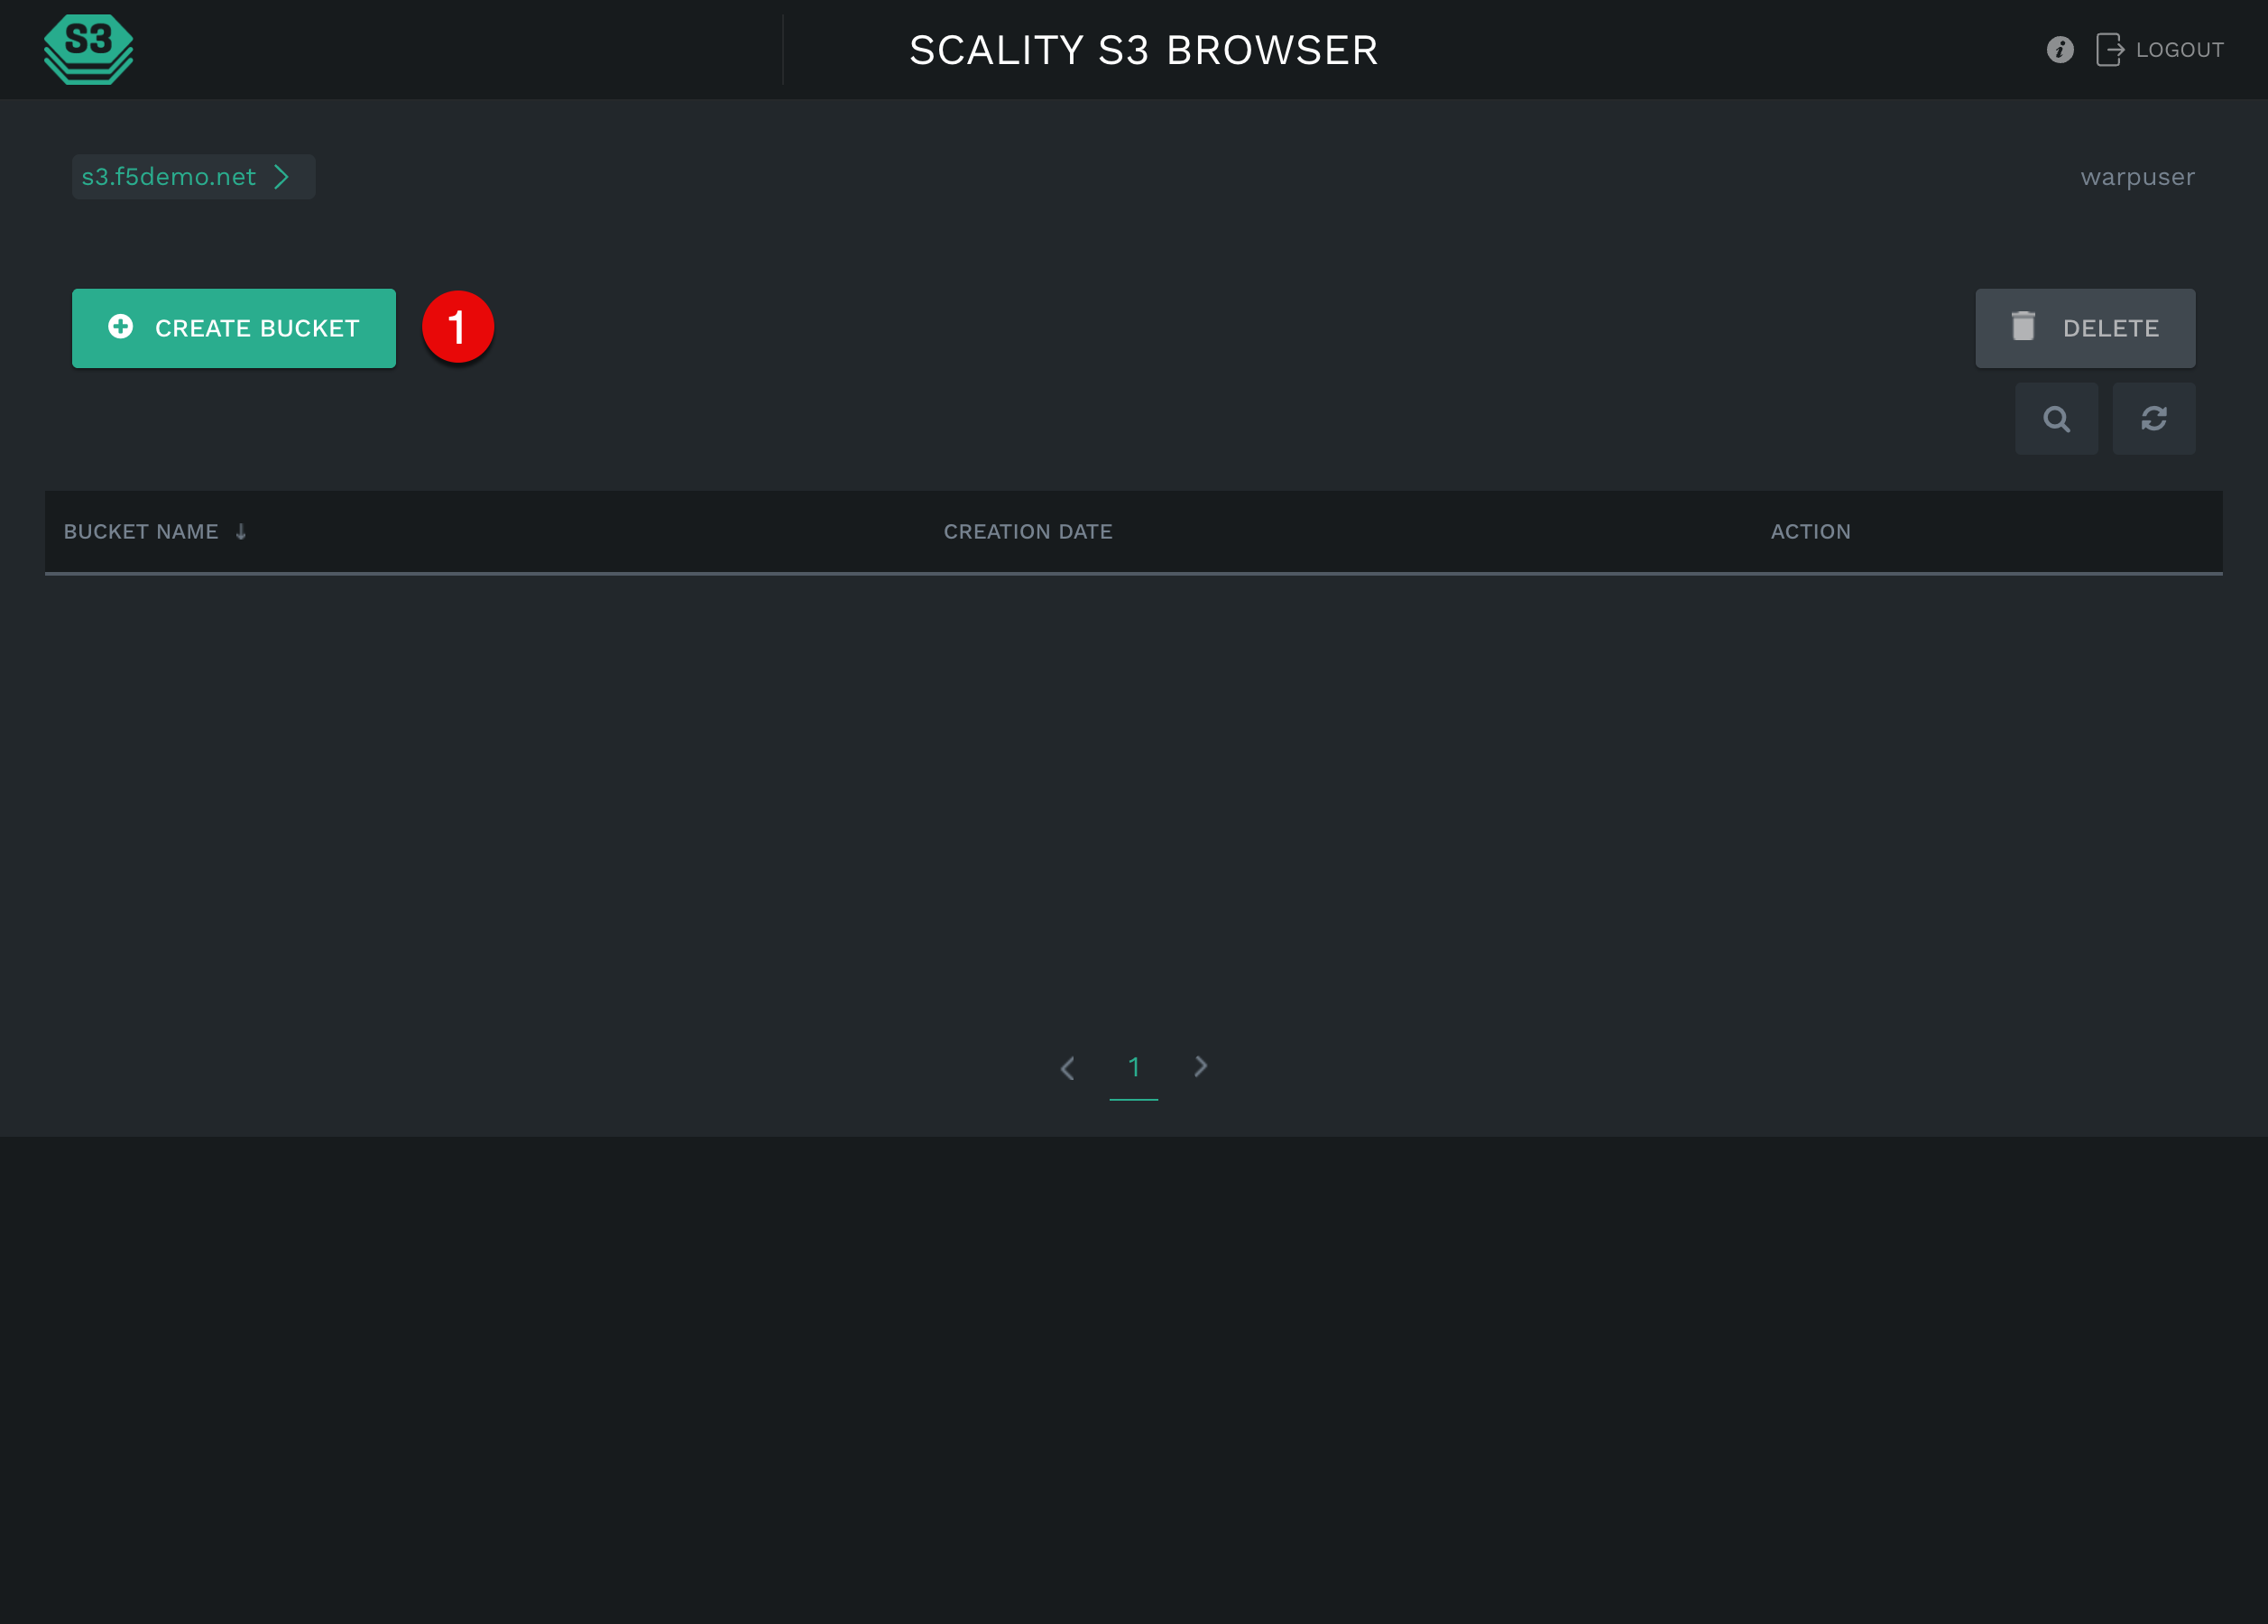 S3
SCALITY S3 BROWSER
LOGOUT
s3.f5demo.net
warpuser
CREATE BUCKET
1
DELETE
BUCKET NAME
CREATION DATE
ACTION
1